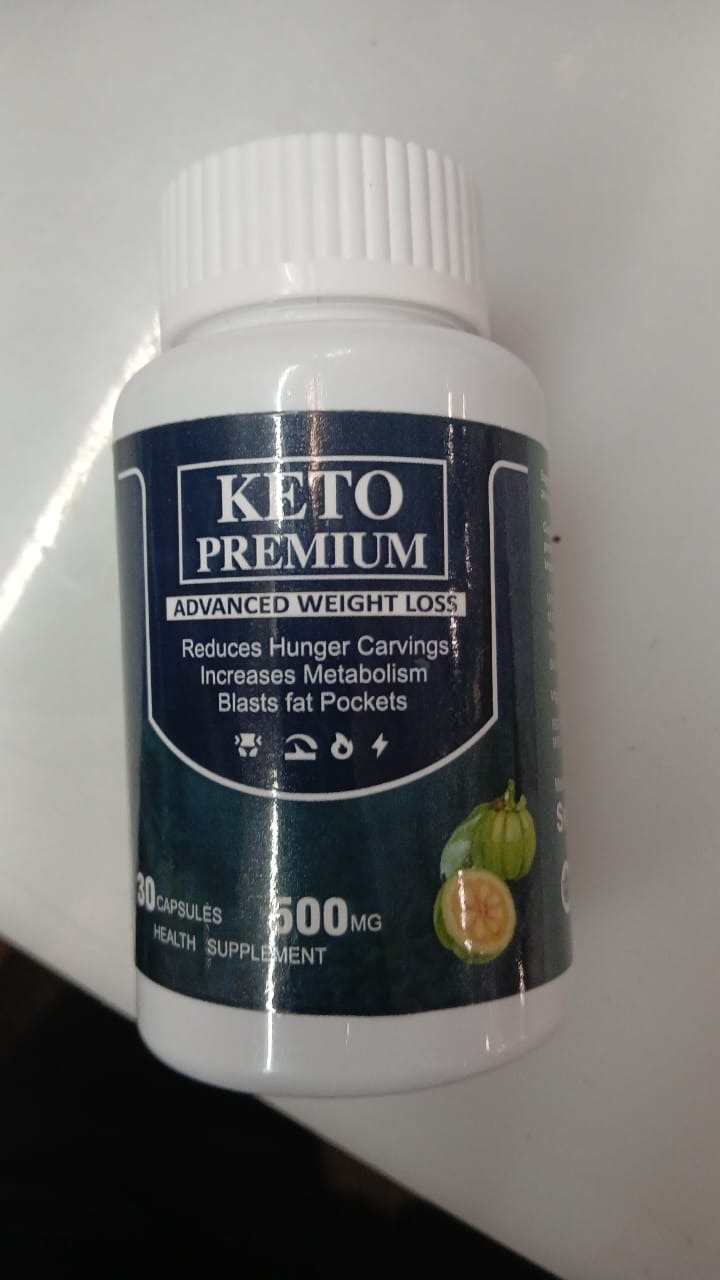 KETO
PREMIUM
ADVANCED WEIGHT LOSS
Reduces Hunger Carvings
Increases Metabolism
Blasts fat Pockets
30 CAPSULES 500MG
HEALTH SUPPLEMENT